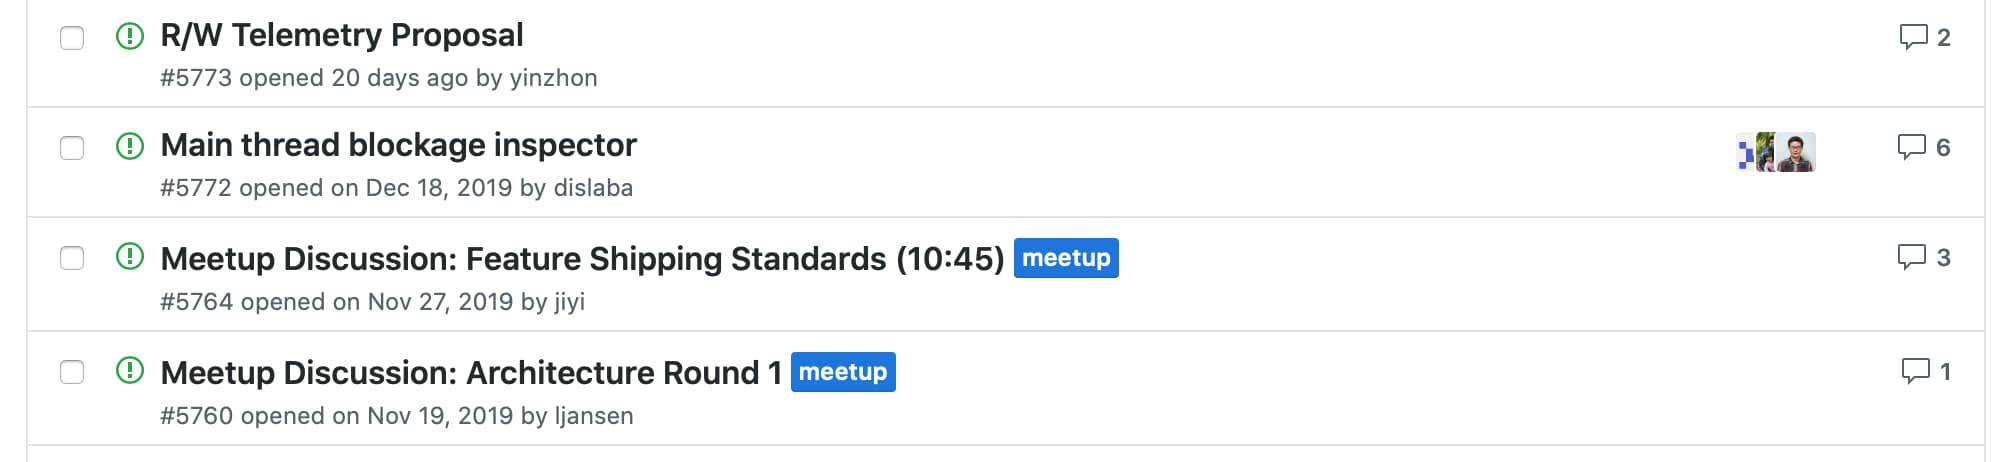 R/W Telemetry Proposal
2
#5773 opened 20 days ago by yinzhon
Main thread blockage inspector
6
#5772 opened on Dec 18, 2019 by dislaba
Meetup Discussion: Feature Shipping Standards (10:45) meetup
3
#5764 opened on Nov 27, 2019 by jiyi
Meetup Discussion: Architecture Round 1 meetup
1
#5760 opened on Nov 19, 2019 by ljansen